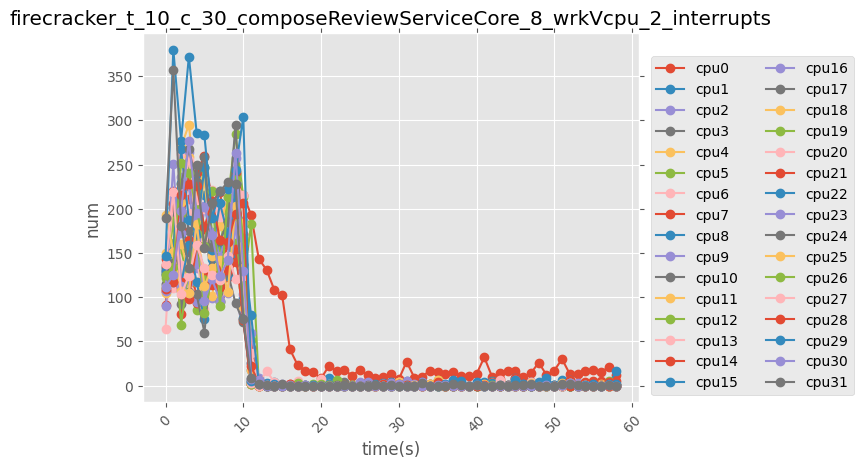 firecracker_t_10_c_30_composeReviewServiceCore_8_wrkVcpu_2_interrupts
num
350
300
250
200
150
100
50
0
0
10
20
30
40
50
60
time(s)
cpu0
cpu1
cpu2
cpu3
cpu4
cpu5
cpu6
cpu7
cpu8
cpu9
cpu10
cpu11
cpu12
cpu13
cpu14
cpu15
cpu16
cpu17
cpu18
cpu19
cpu20
cpu21
cpu22
cpu23
cpu24
cpu25
cpu26
cpu27
cpu28
cpu29
cpu30
cpu31